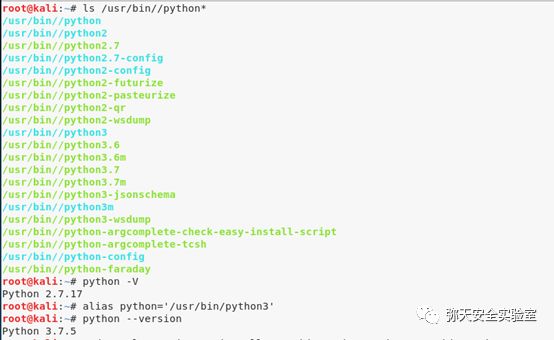 root@kali:~# ls /usr/bin//python*
/usr/bin//python
/usr/bin//python2
/usr/bin//python2.7
/usr/bin//python2.7-config
/usr/bin//python2-config
/usr/bin//python2-futurize
/usr/bin//python2-pasteurize
/usr/bin//python2-qr
/usr/bin//python2-wsdump
/usr/bin//python3
/usr/bin//python3.6
/usr/bin//python3.6m
/usr/bin//python3.7
/usr/bin//python3.7m
/usr/bin//python3-jsonschema
/usr/bin//python3m
/usr/bin//python3-wsdump
/usr/bin//python-argcomplete-check-easy-install-script
/usr/bin//python-argcomplete-tcsh
/usr/bin//python-config
/usr/bin//python-faraday
root@kali:~# python -V
Python 2.7.17
root@kali:~# alias python='/usr/bin/python3'
root@kali:~# python --version
Python 3.7.5
弥天安全实验室